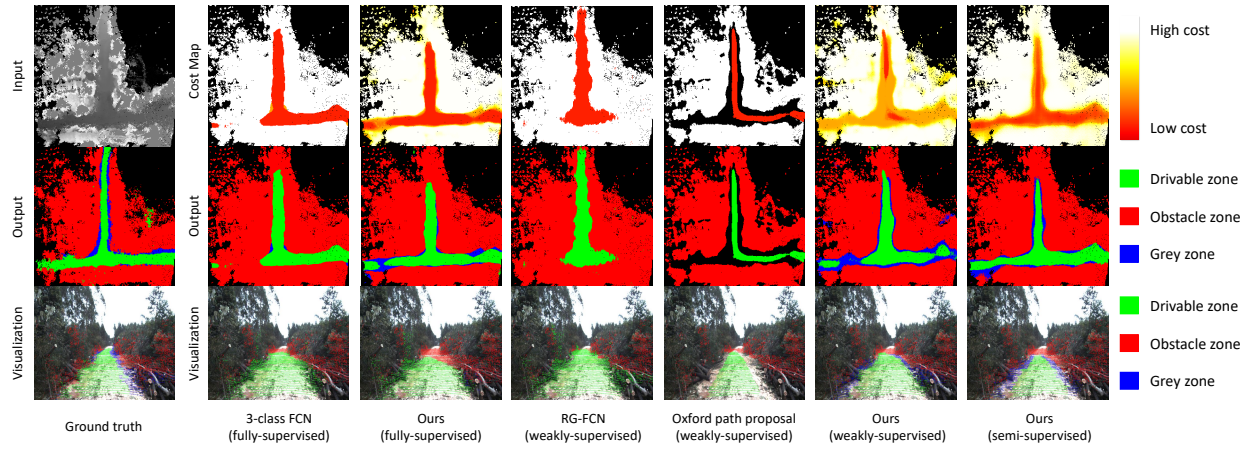 Input
Cost Map
High cost
Low cost
Output
Output
Drivable zone
Obstacle zone
Grey zone
Visualization
Visualization
Drivable zone
Obstacle zone
Grey zone
Ground truth
3-class FCN
(fully-supervised)
Ours
(fully-supervised)
RG-FCN
(weakly-supervised)
Oxford path proposal
(weakly-supervised)
Ours
(weakly-supervised)
Ours
(semi-supervised)